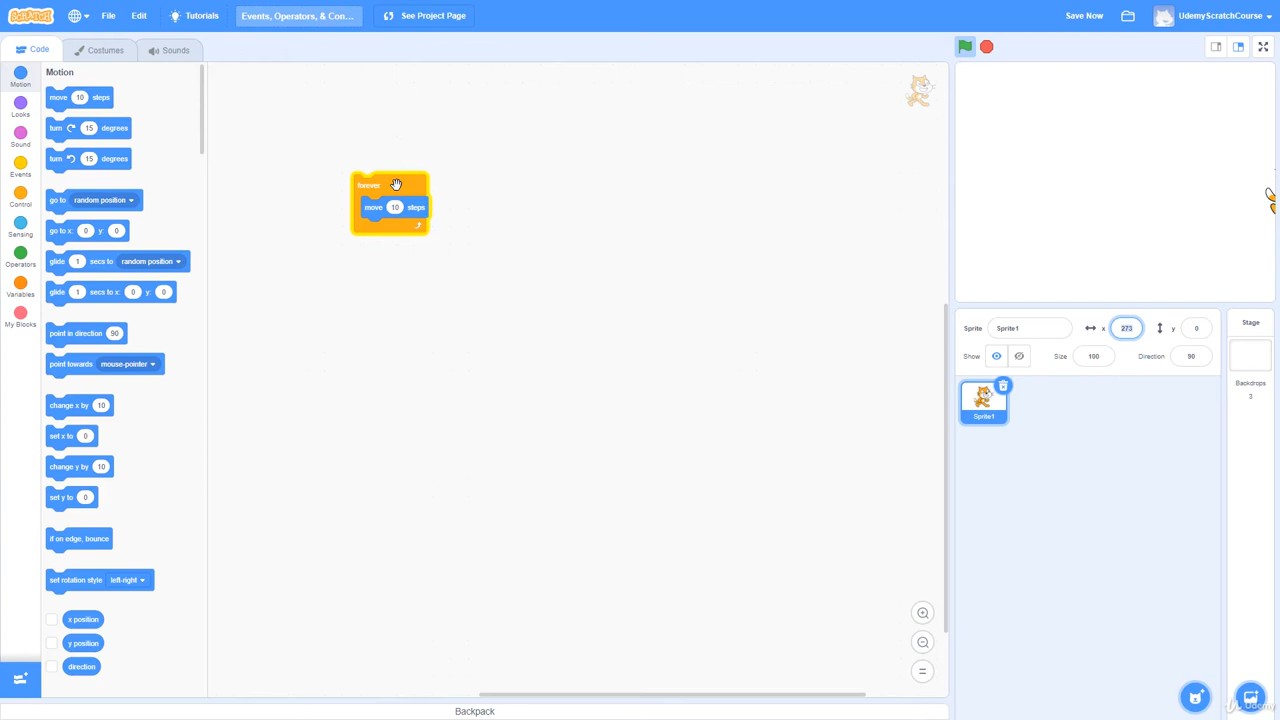 SCRATCH File Edit Tutorials Events, Operators, & Con... See Project Page Save Now UdemyScratchCourse
Code Costumes Sounds
Motion
Looks
Sound
Events
Control
Sensing
Operators
Variables
My Blocks
Motion
move 10 steps
turn 15 degrees
turn 15 degrees
go to random position
go to x: 0 y: 0
glide 1 secs to random position
glide 1 secs to x: 0 y: 0
point in direction 90
point towards mouse-pointer
change x by 10
set x to 0
change y by 10
set y to 0
if on edge, bounce
set rotation style left-right
x position
y position
direction
forever
move 10 steps
Sprite Sprite1 x 273 y 0
Show Size 100 Direction 90
Sprite1
Stage
Backdrops
3
Backpack
Udemy